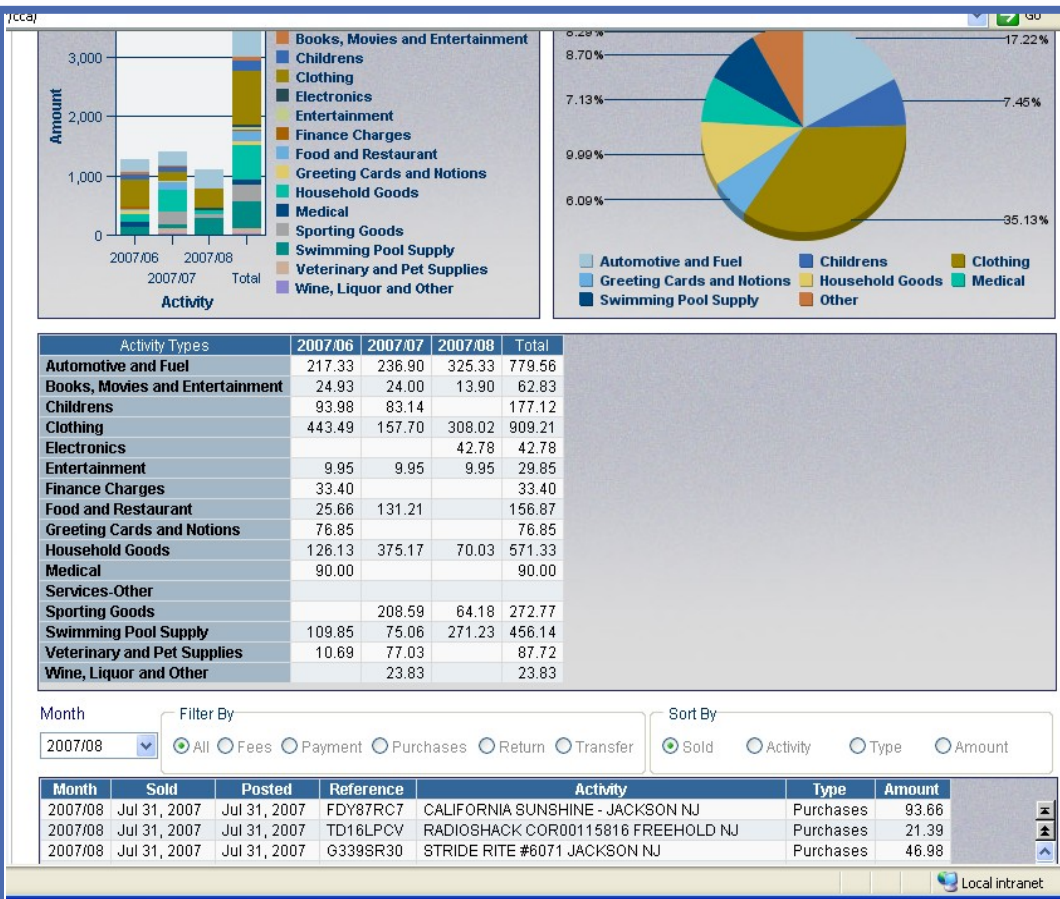 /cca/
Go
3,000
2,000
1,000
0
Amount
2007/06 2007/08
2007/07 Total
Activity
Books, Movies and Entertainment
Childrens
Clothing
Electronics
Entertainment
Finance Charges
Food and Restaurant
Greeting Cards and Notions
Household Goods
Medical
Sporting Goods
Swimming Pool Supply
Veterinary and Pet Supplies
Wine, Liquor and Other
8.29%
8.70%
7.13%
9.99%
6.09%
17.22%
7.45%
35.13%
Automotive and Fuel Childrens Clothing
Greeting Cards and Notions Household Goods Medical
Swimming Pool Supply Other
Activity Types 2007/06 2007/07 2007/08 Total
Automotive and Fuel 217.33 236.90 325.33 779.56
Books, Movies and Entertainment 24.93 24.00 13.90 62.83
Childrens 93.98 83.14 177.12
Clothing 443.49 157.70 308.02 909.21
Electronics 42.78 42.78
Entertainment 9.95 9.95 9.95 29.85
Finance Charges 33.40 33.40
Food and Restaurant 25.66 131.21 156.87
Greeting Cards and Notions 76.85 76.85
Household Goods 126.13 375.17 70.03 571.33
Medical 90.00 90.00
Services-Other
Sporting Goods 208.59 64.18 272.77
Swimming Pool Supply 109.85 75.06 271.23 456.14
Veterinary and Pet Supplies 10.69 77.03 87.72
Wine, Liquor and Other 23.83 23.83
Month Filter By Sort By
2007/08 All Fees Payment Purchases Return Transfer Sold Activity Type Amount
Month Sold Posted Reference Activity Type Amount
2007/08 Jul 31, 2007 Jul 31, 2007 FDY87RC7 CALIFORNIA SUNSHINE - JACKSON NJ Purchases 93.66
2007/08 Jul 31, 2007 Jul 31, 2007 TD16LPCV RADIOSHACK COR00115816 FREEHOLD NJ Purchases 21.39
2007/08 Jul 31, 2007 Jul 31, 2007 G339SR30 STRIDE RITE #6071 JACKSON NJ Purchases 46.98
Local intranet